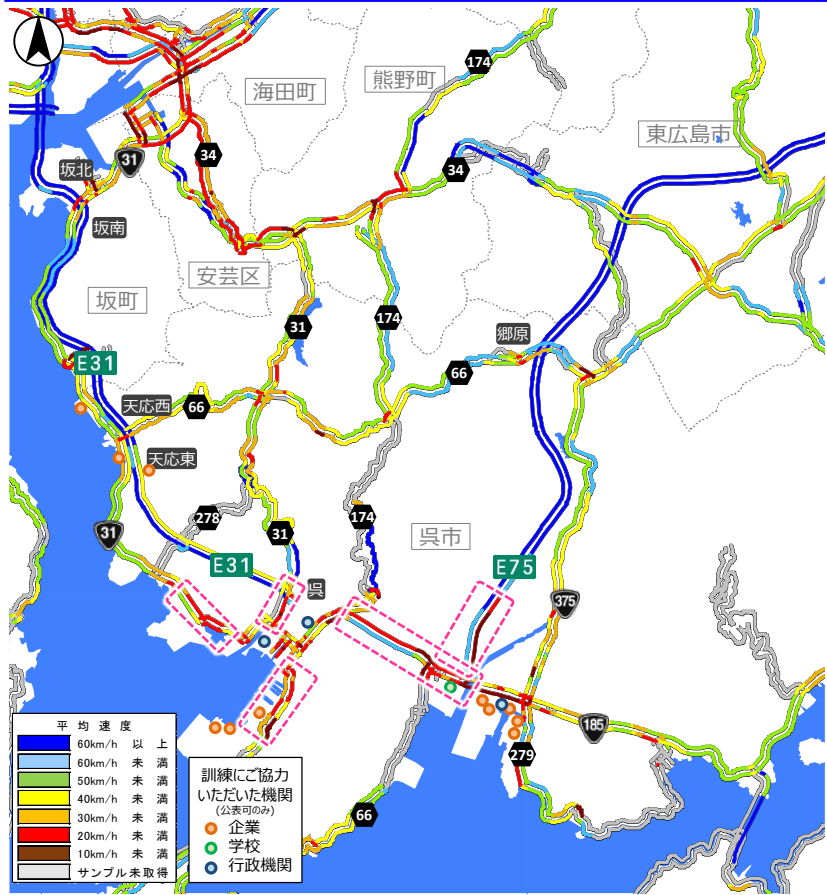 174
海田町
熊野町
東広島市
31
34
34
坂北
坂南
安芸区
坂町
31
174
郷原
E31
66
天応西
66
天応東
278
31
174
呉市
31
E31
E75
呉
375
185
279
66
平均速度
60km/h 以上
60km/h 未満
50km/h 未満
40km/h 未満
30km/h 未満
20km/h 未満
10km/h 未満
サンプル未取得
訓練にご協力
いただいた機関
(公表可のみ)
企業
学校
行政機関